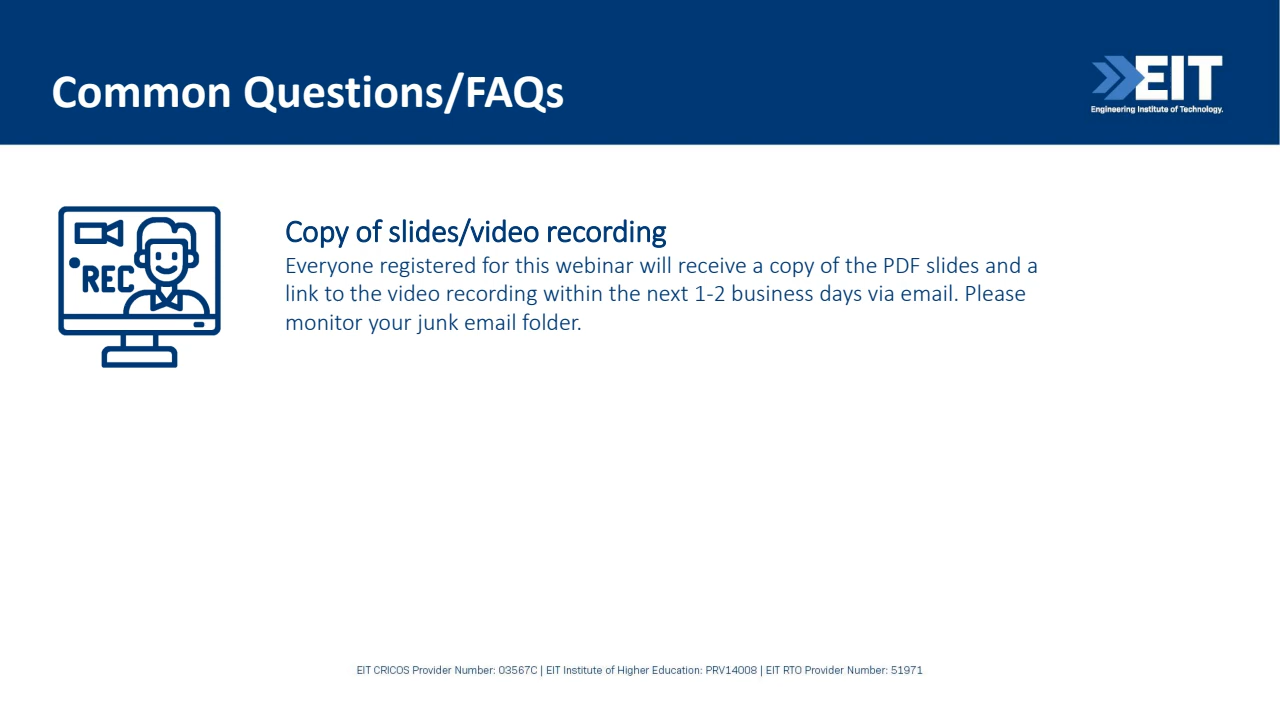 Common Questions/FAQs
EIT
Engineering Institute of Technology.
REC
Copy of slides/video recording
Everyone registered for this webinar will receive a copy of the PDF slides and a
link to the video recording within the next 1-2 business days via email. Please
monitor your junk email folder.
EIT CRICOS Provider Number: 03567C | EIT Institute of Higher Education: PRV14008 | EIT RTO Provider Number: 51971